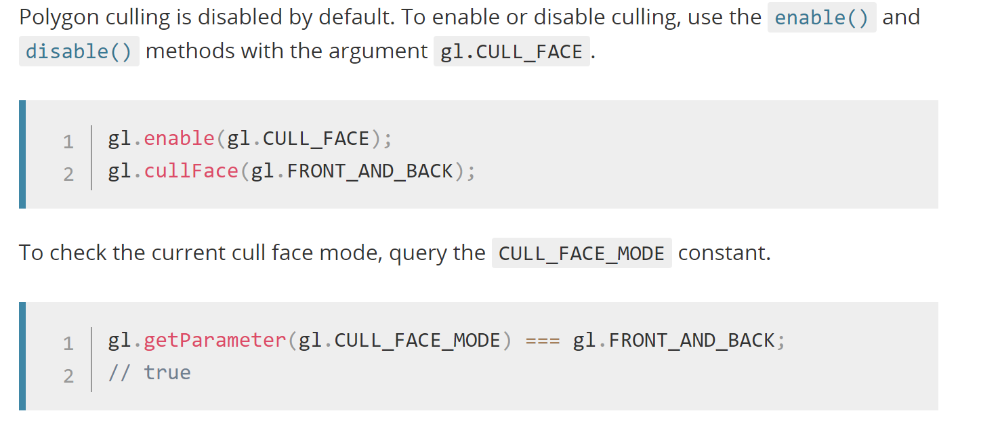 Polygon culling is disabled by default. To enable or disable culling, use the enable() and
disable() methods with the argument gl.CULL_FACE.
1 gl.enable(gl.CULL_FACE);
2 gl.cullFace(gl.FRONT_AND_BACK);
To check the current cull face mode, query the CULL_FACE_MODE constant.
1 gl.getParameter(gl.CULL_FACE_MODE) === gl.FRONT_AND_BACK;
2 // true